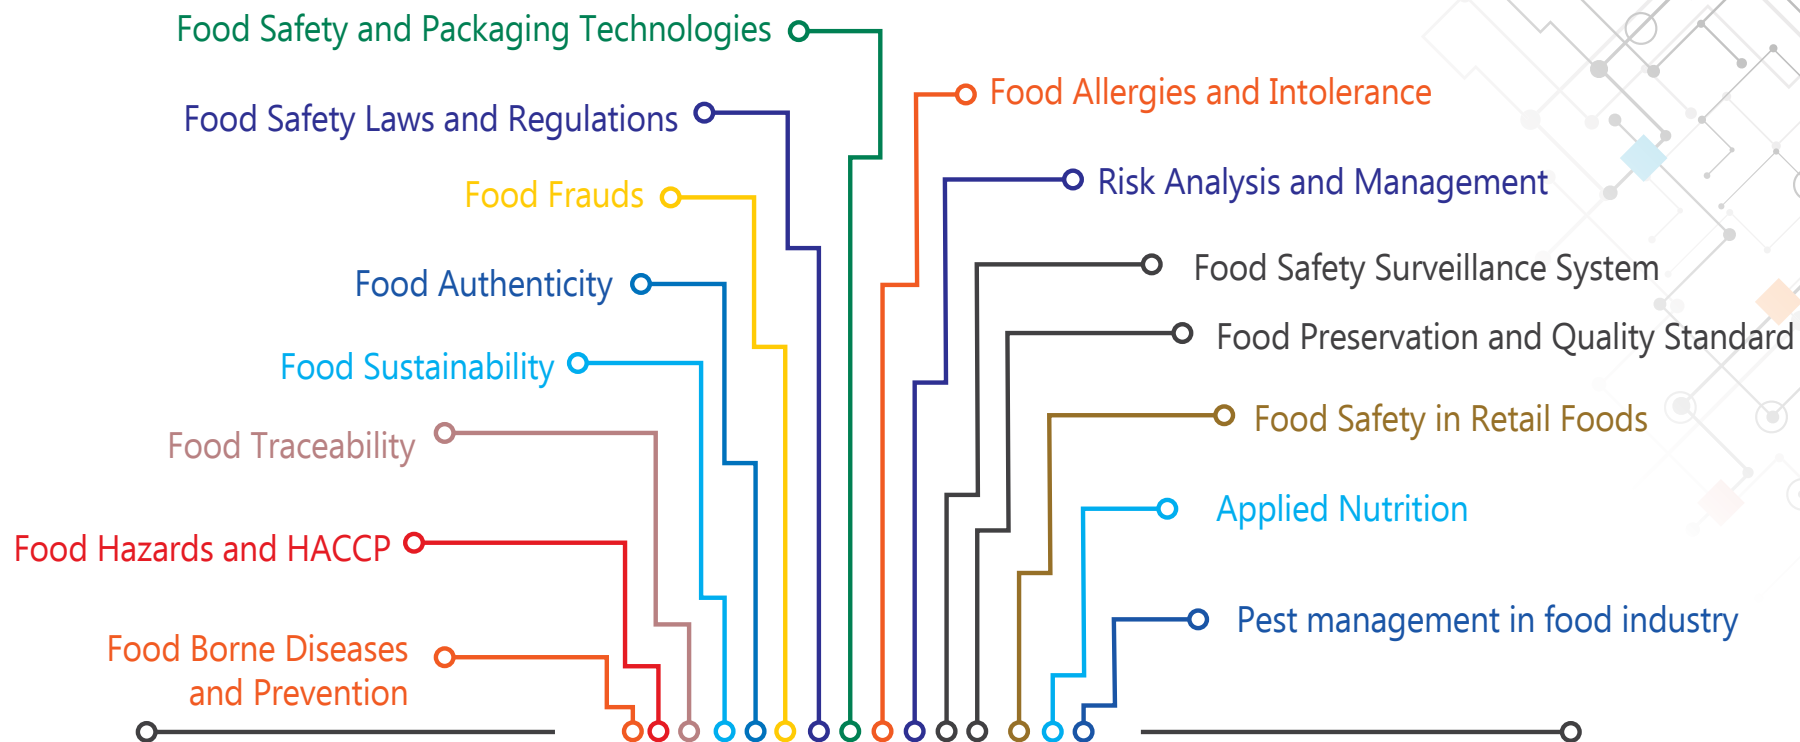 Food Safety and Packaging Technologies
Food Safety Laws and Regulations
Food Frauds
Food Authenticity
Food Sustainability
Food Traceability
Food Hazards and HACCP
Food Borne Diseases
and Prevention
Food Allergies and Intolerance
Risk Analysis and Management
Food Safety Surveillance System
Food Preservation and Quality Standard
Food Safety in Retail Foods
Applied Nutrition
Pest management in food industry